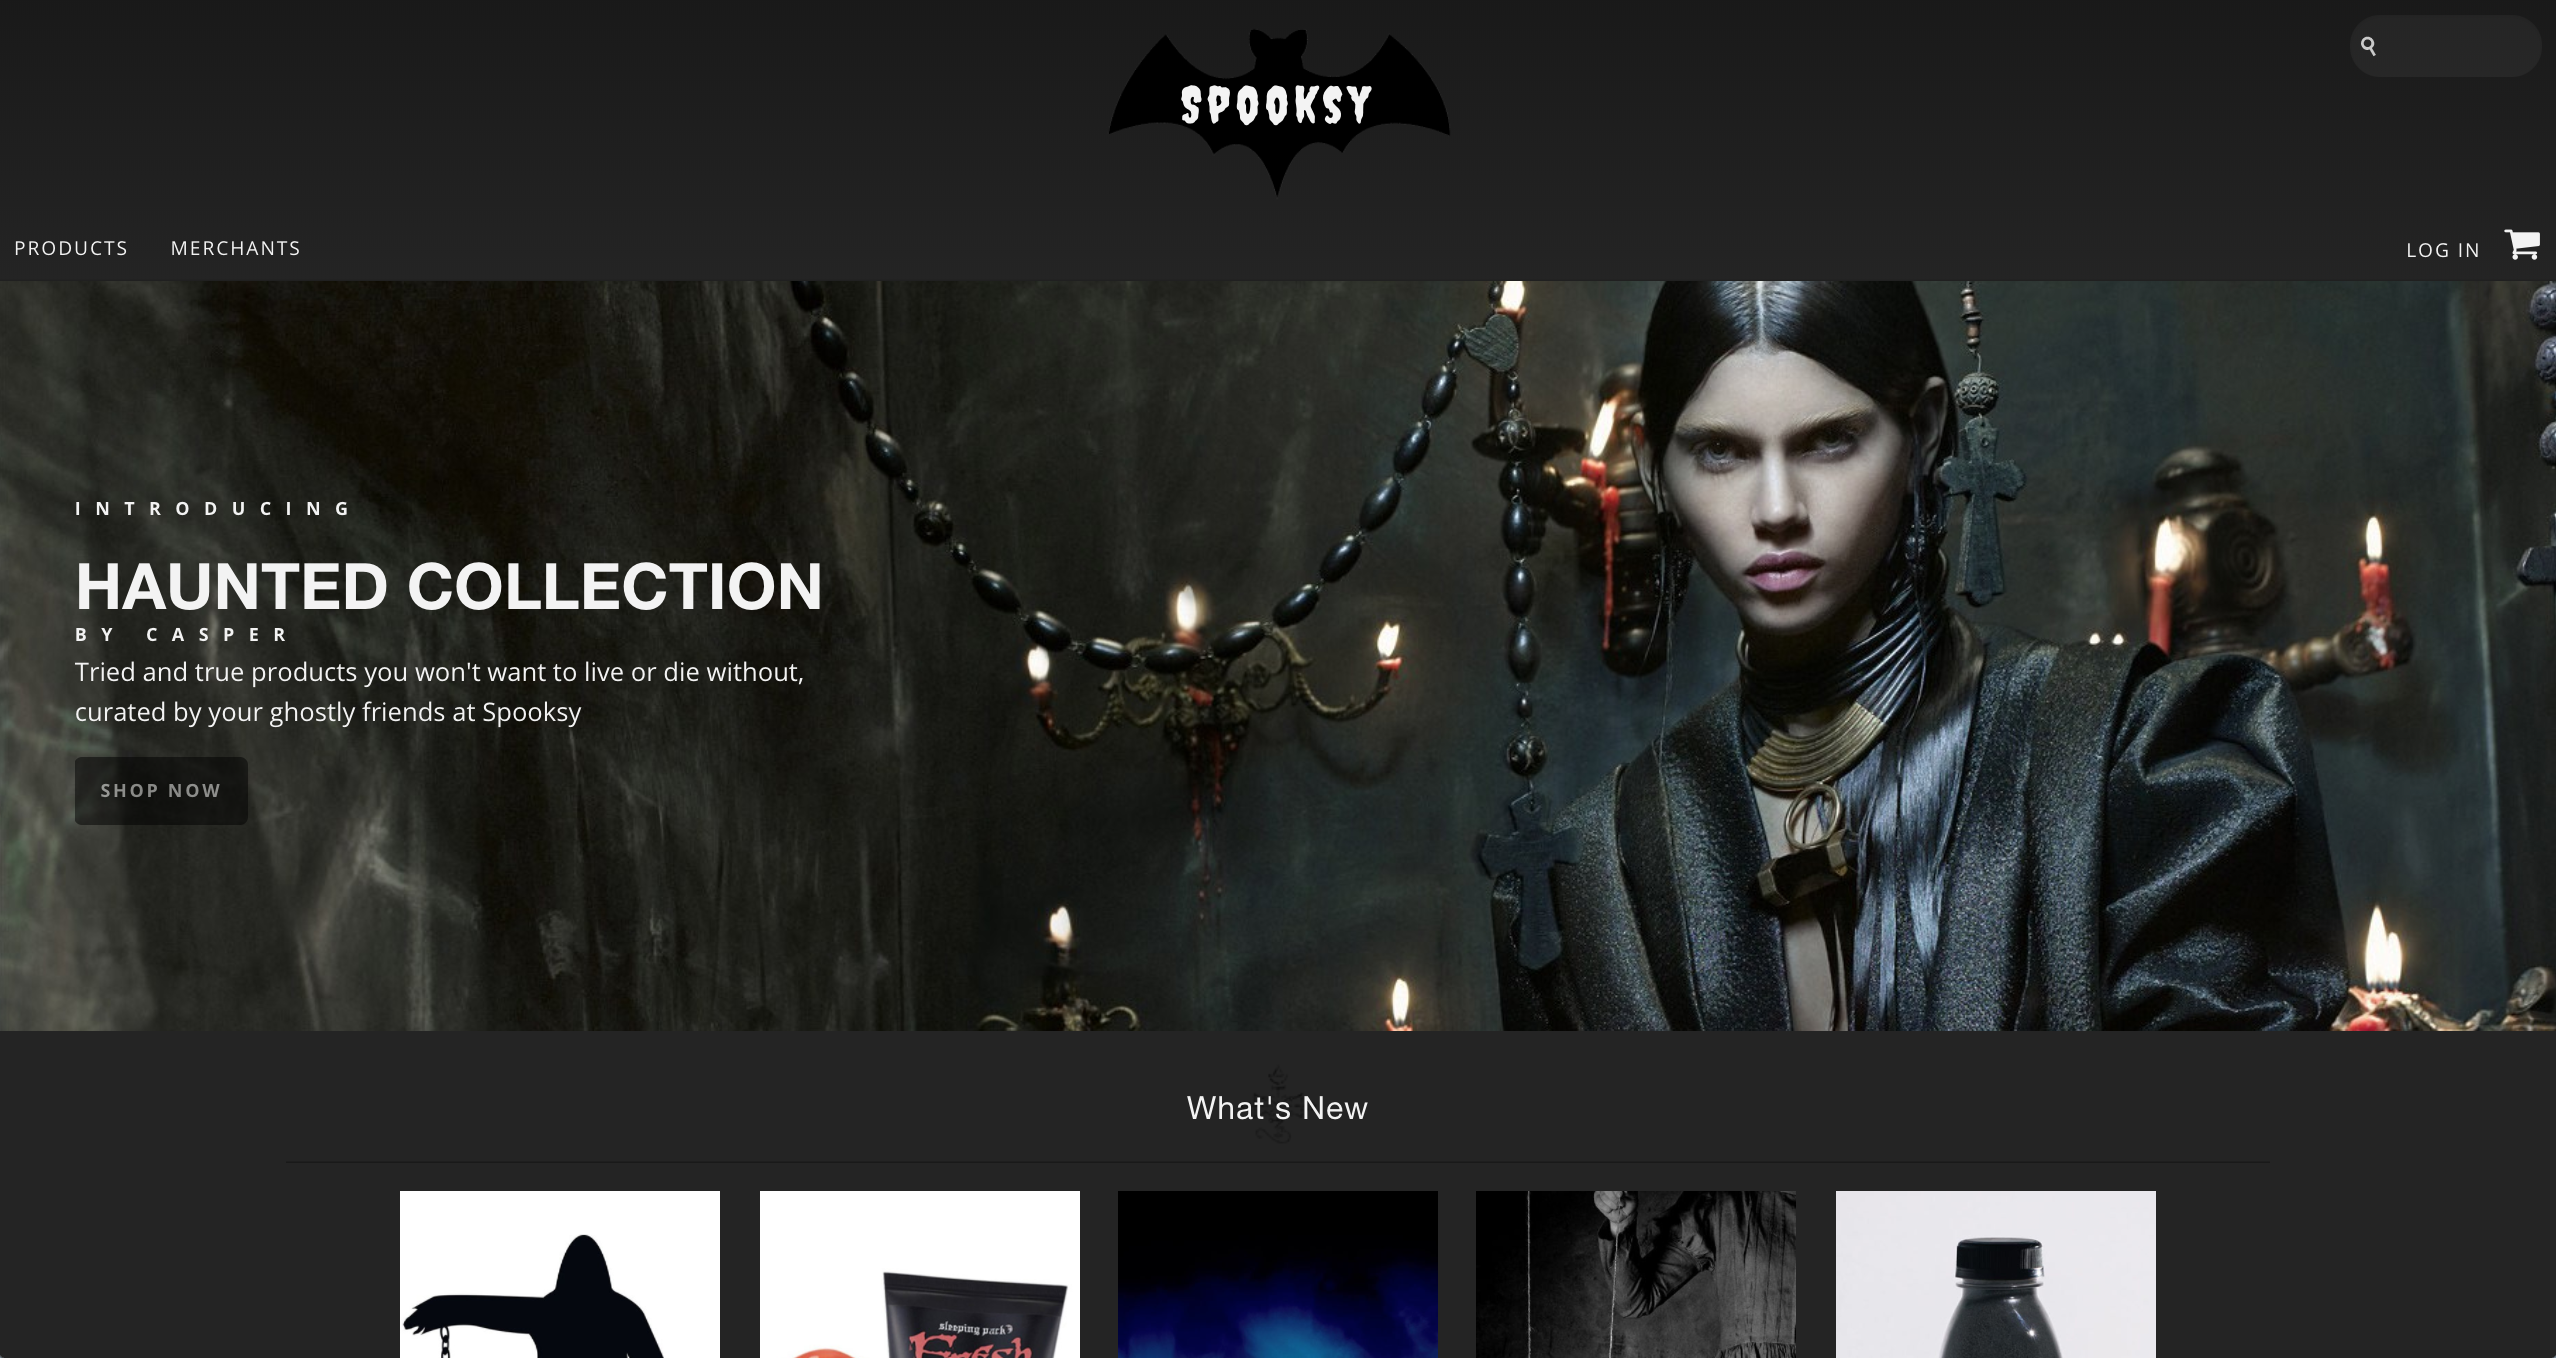 SPOOKSY
PRODUCTS MERCHANTS
LOG IN
INTRODUCING
HAUNTED COLLECTION
BY CASPER
Tried and true products you won't want to live or die without,
curated by your ghostly friends at Spooksy
SHOP NOW
What's New
sleeping pack
Fresh